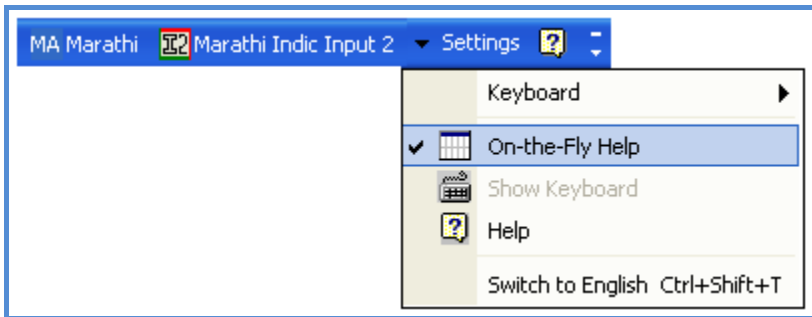 MA Marathi Marathi Indic Input 2 Settings
Keyboard
On-the-Fly Help
Show Keyboard
Help
Switch to English Ctrl+Shift+T